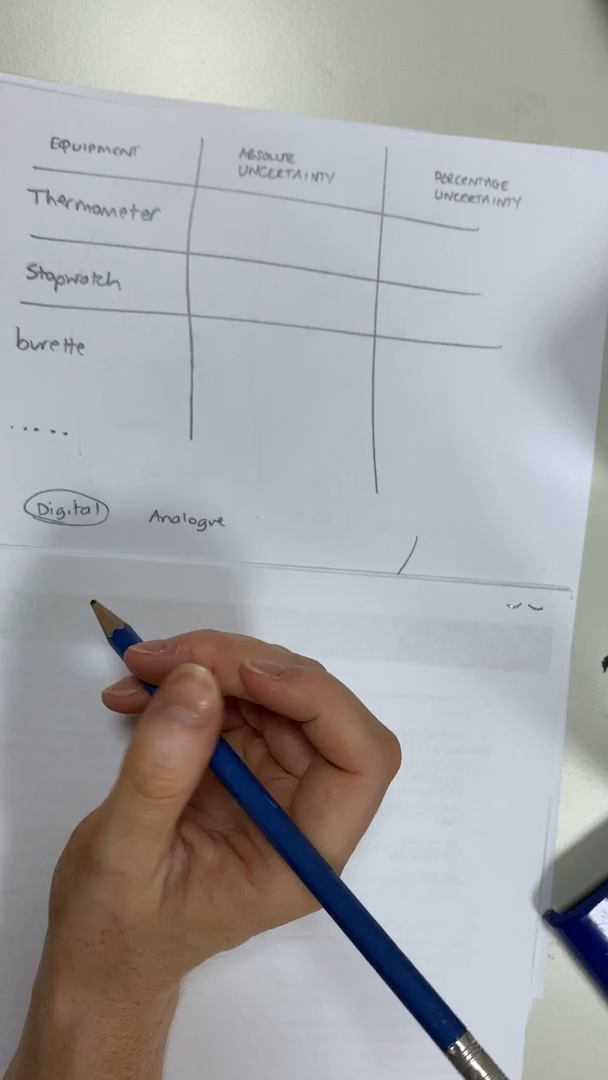 EQUIPMENT
ABSOLUTE UNCERTAINTY
PERCENTAGE UNCERTAINTY
Thermometer
Stopwatch
burette
.....
Digital
Analogue